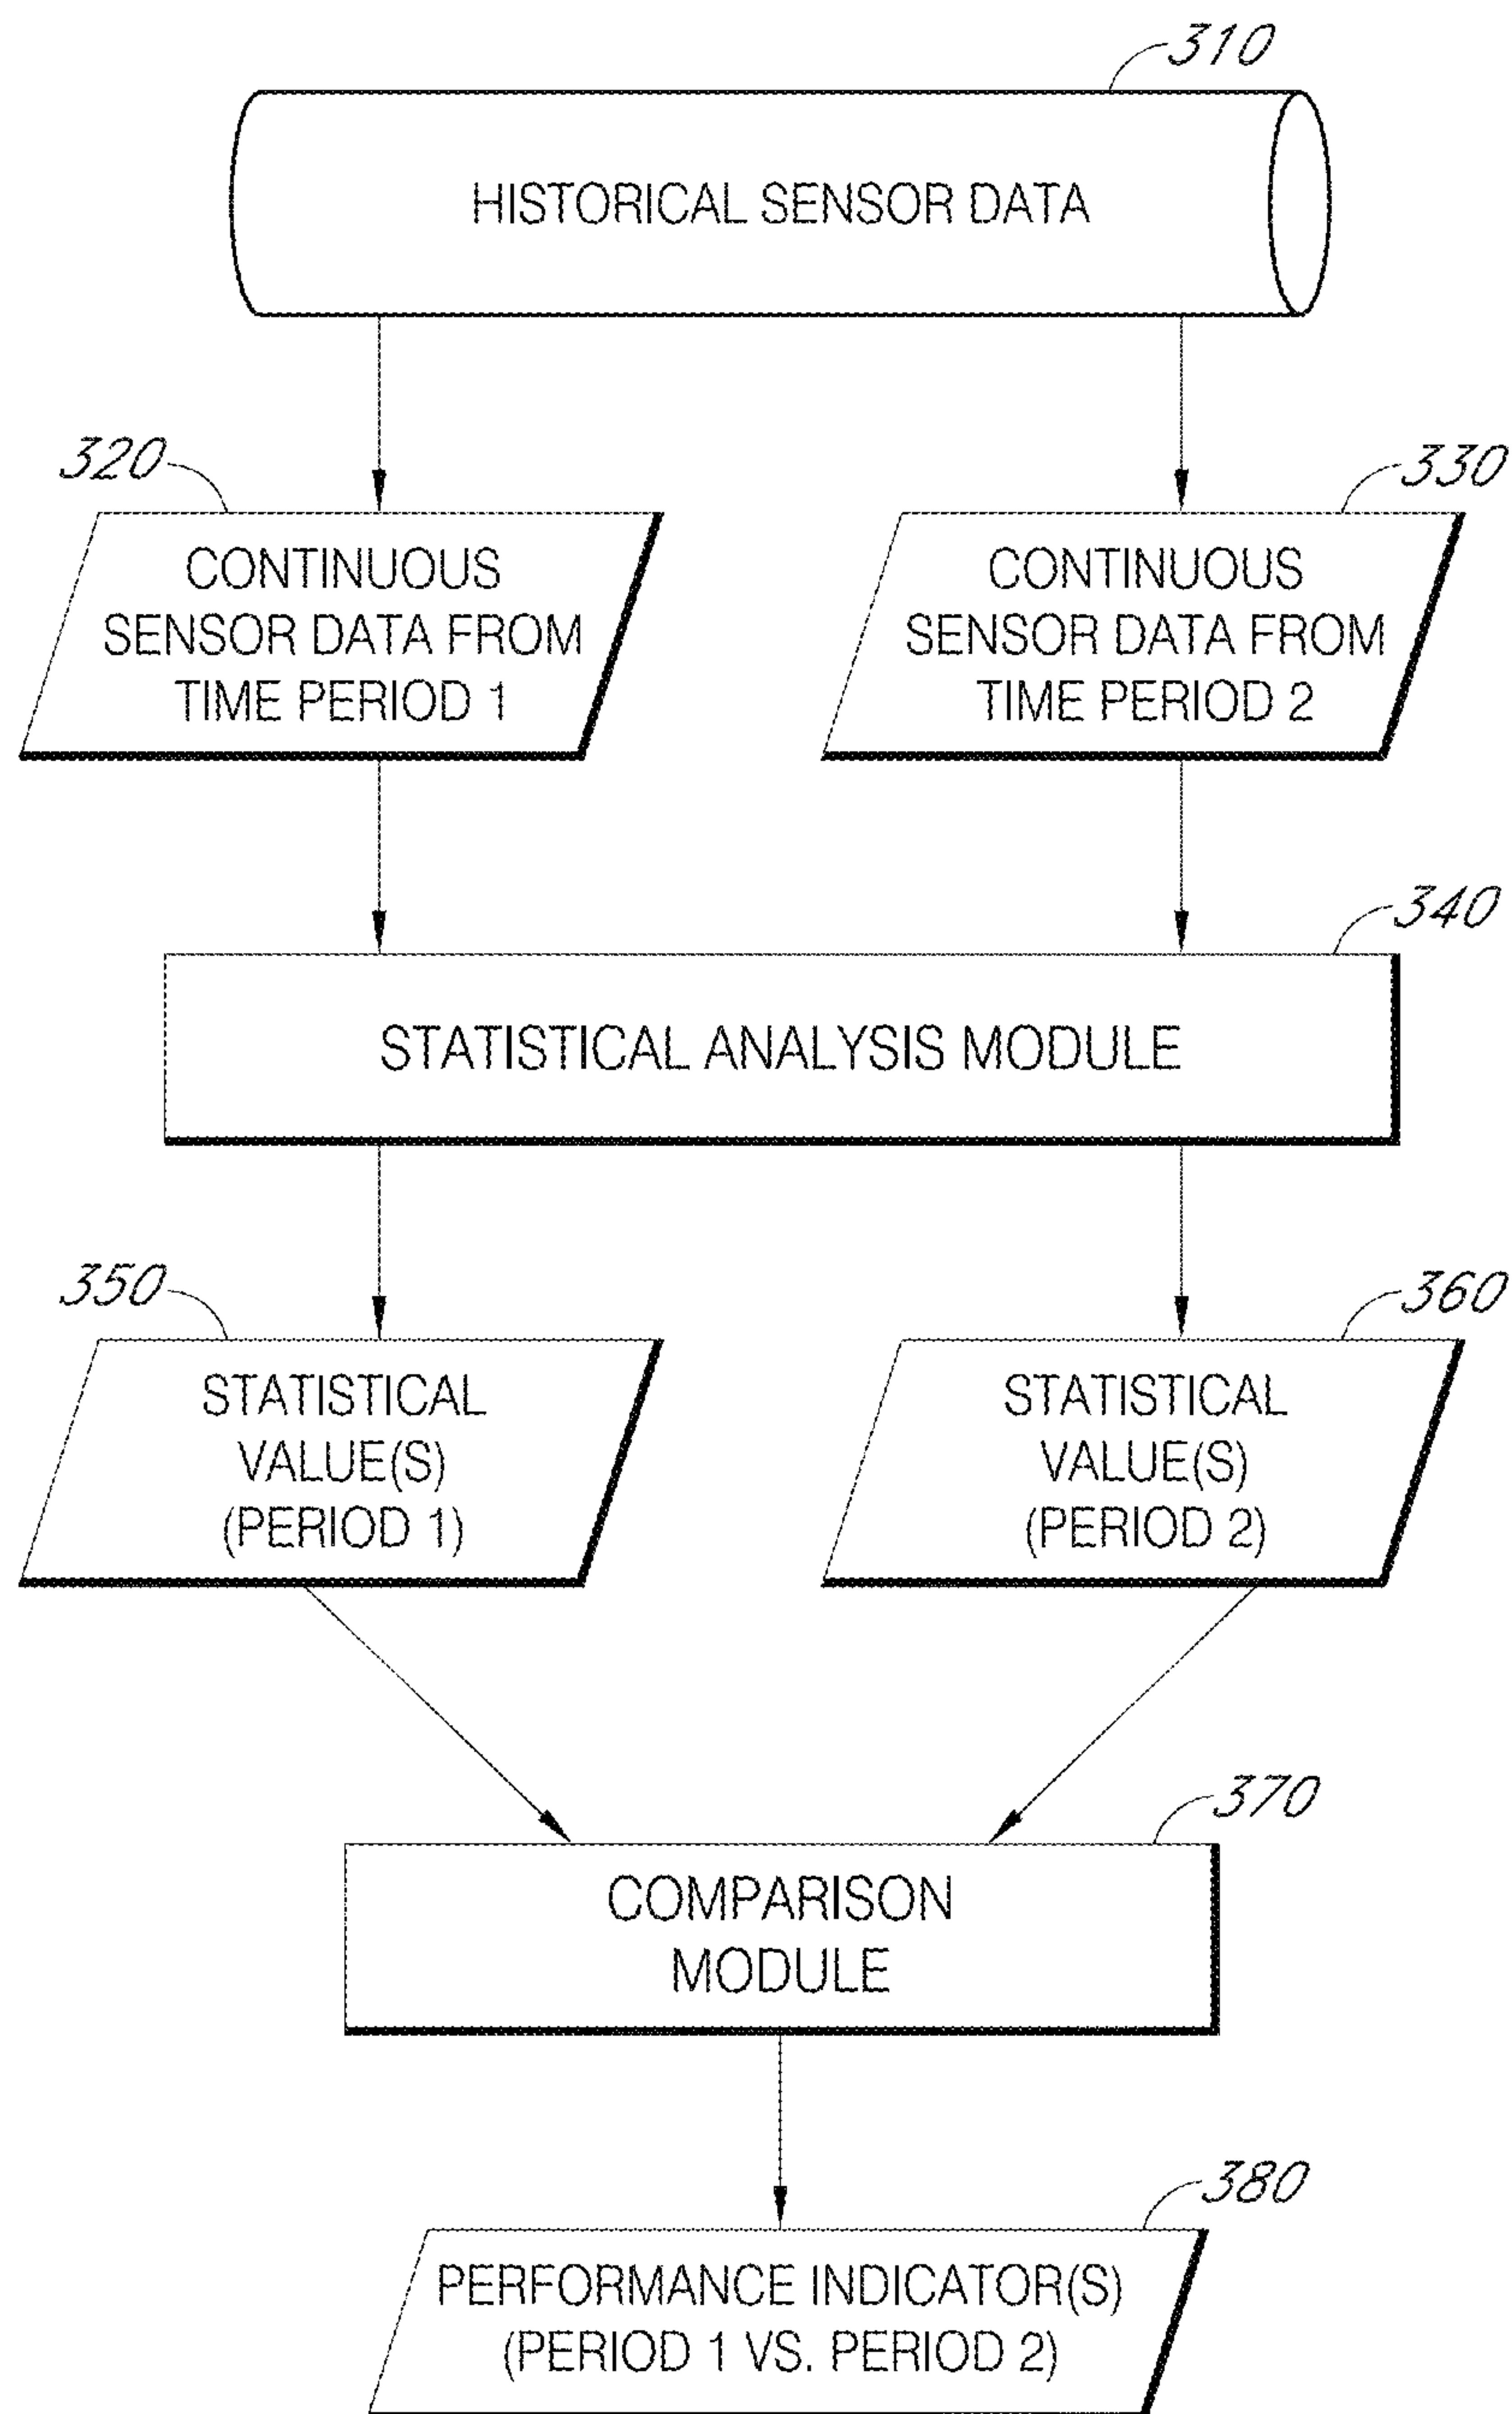 310
HISTORICAL SENSOR DATA
320
330
CONTINUOUS
SENSOR DATA FROM
TIME PERIOD 1
CONTINUOUS
SENSOR DATA FROM
TIME PERIOD 2
340
STATISTICAL ANALYSIS MODULE
350
360
STATISTICAL
VALUE(S)
(PERIOD 1)
STATISTICAL
VALUE(S)
(PERIOD 2)
370
COMPARISON
MODULE
380
PERFORMANCE INDICATOR(S)
(PERIOD 1 VS. PERIOD 2)